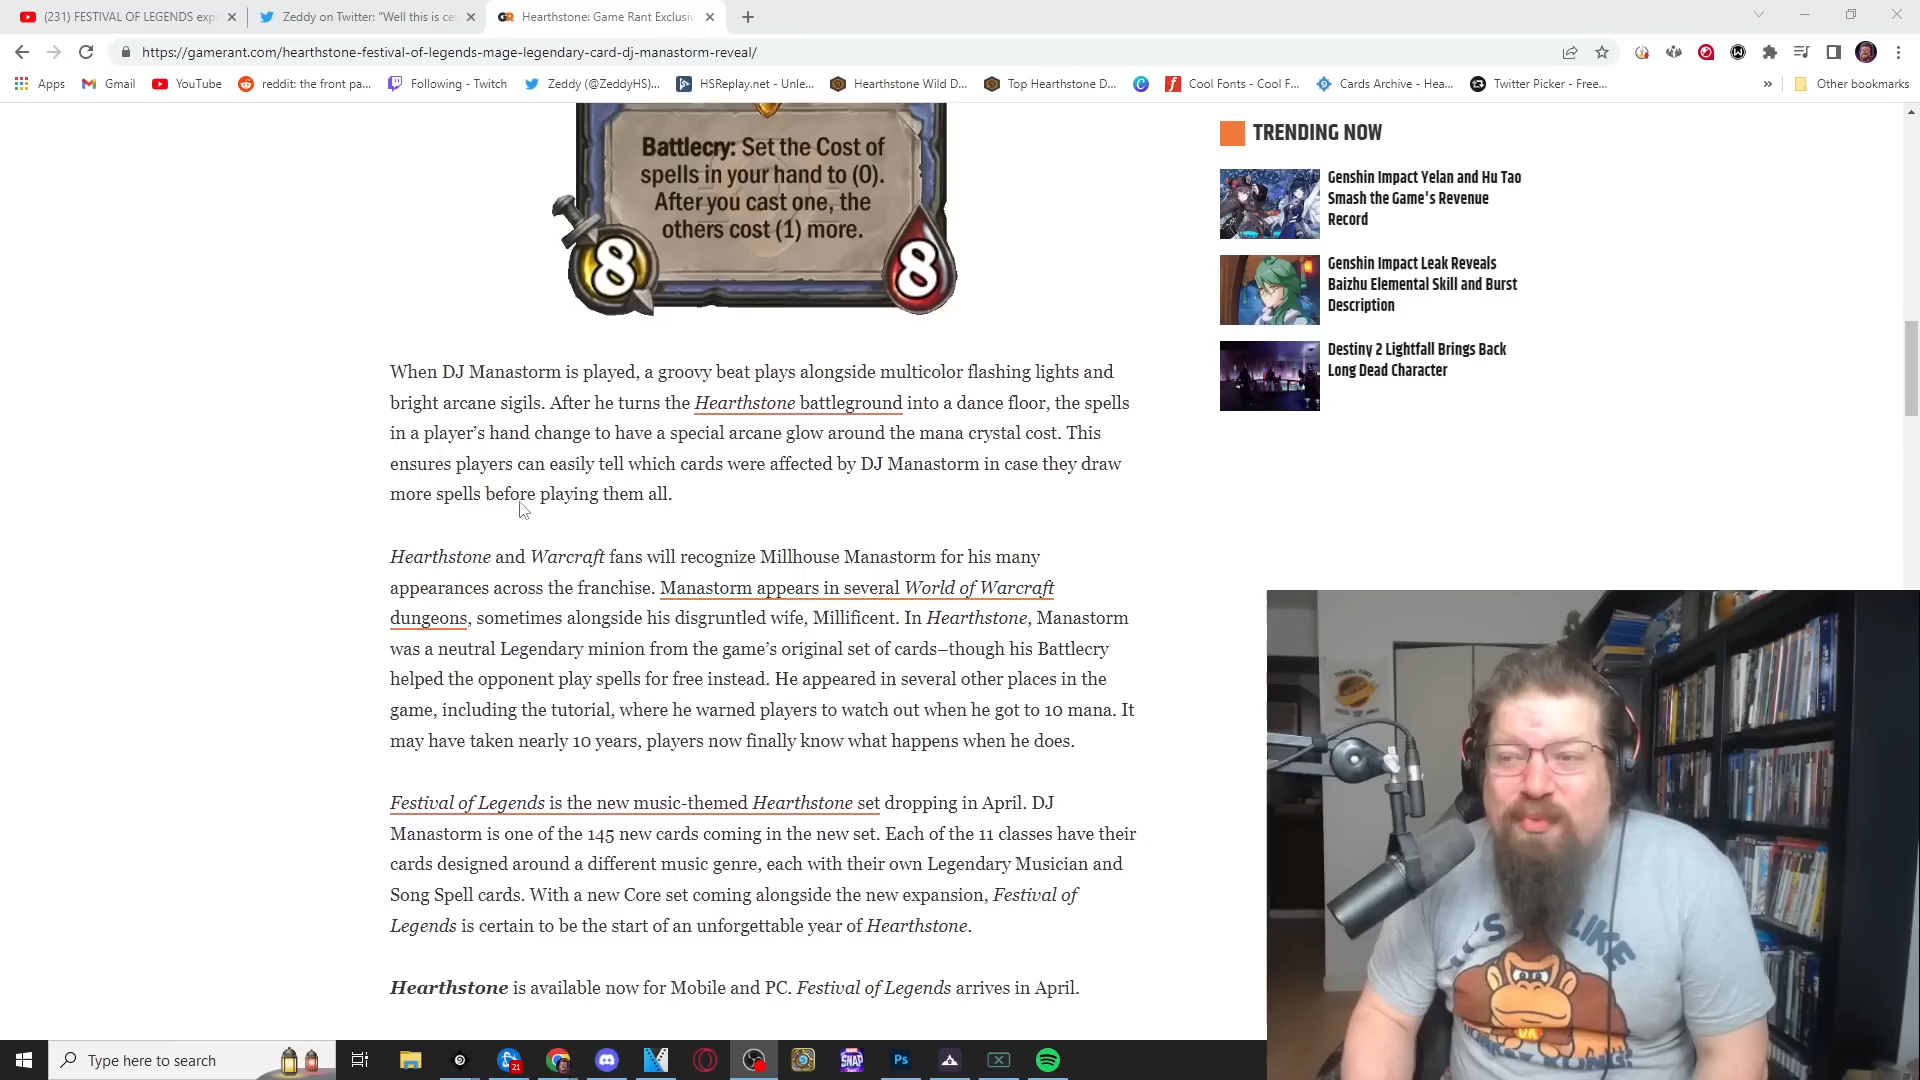 (231) FESTIVAL OF LEGENDS exp
Zeddy on Twitter: "Well this is ce
Hearthstone: Game Rant Exclusiv
https://gamerant.com/hearthstone-festival-of-legends-mage-legendary-card-dj-manastorm-reveal/
Apps
Gmail
YouTube
reddit: the front pa...
Following - Twitch
Zeddy (@ZeddyHS)...
HSReplay.net - Unle...
Hearthstone Wild D...
Top Hearthstone D...
Cool Fonts - Cool F...
Cards Archive - Hea...
Twitter Picker - Free...
Other bookmarks
Battlecry: Set the Cost of
spells in your hand to (0).
After you cast one, the
others cost (1) more.
8
8
When DJ Manastorm is played, a groovy beat plays alongside multicolor flashing lights and
bright arcane sigils. After he turns the Hearthstone battleground into a dance floor, the spells
in a player's hand change to have a special arcane glow around the mana crystal cost. This
ensures players can easily tell which cards were affected by DJ Manastorm in case they draw
more spells before playing them all.
Hearthstone and Warcraft fans will recognize Millhouse Manastorm for his many
appearances across the franchise. Manastorm appears in several World of Warcraft
dungeons, sometimes alongside his disgruntled wife, Millificent. In Hearthstone, Manastorm
was a neutral Legendary minion from the game's original set of cards–though his Battlecry
helped the opponent play spells for free instead. He appeared in several other places in the
game, including the tutorial, where he warned players to watch out when he got to 10 mana. It
may have taken nearly 10 years, players now finally know what happens when he does.
Festival of Legends is the new music-themed Hearthstone set dropping in April. DJ
Manastorm is one of the 145 new cards coming in the new set. Each of the 11 classes have their
cards designed around a different music genre, each with their own Legendary Musician and
Song Spell cards. With a new Core set coming alongside the new expansion, Festival of
Legends is certain to be the start of an unforgettable year of Hearthstone.
Hearthstone is available now for Mobile and PC. Festival of Legends arrives in April.
TRENDING NOW
Genshin Impact Yelan and Hu Tao
Smash the Game's Revenue
Record
Genshin Impact Leak Reveals
Baizhu Elemental Skill and Burst
Description
Destiny 2 Lightfall Brings Back
Long Dead Character
Type here to search
21
SNAP
Ps